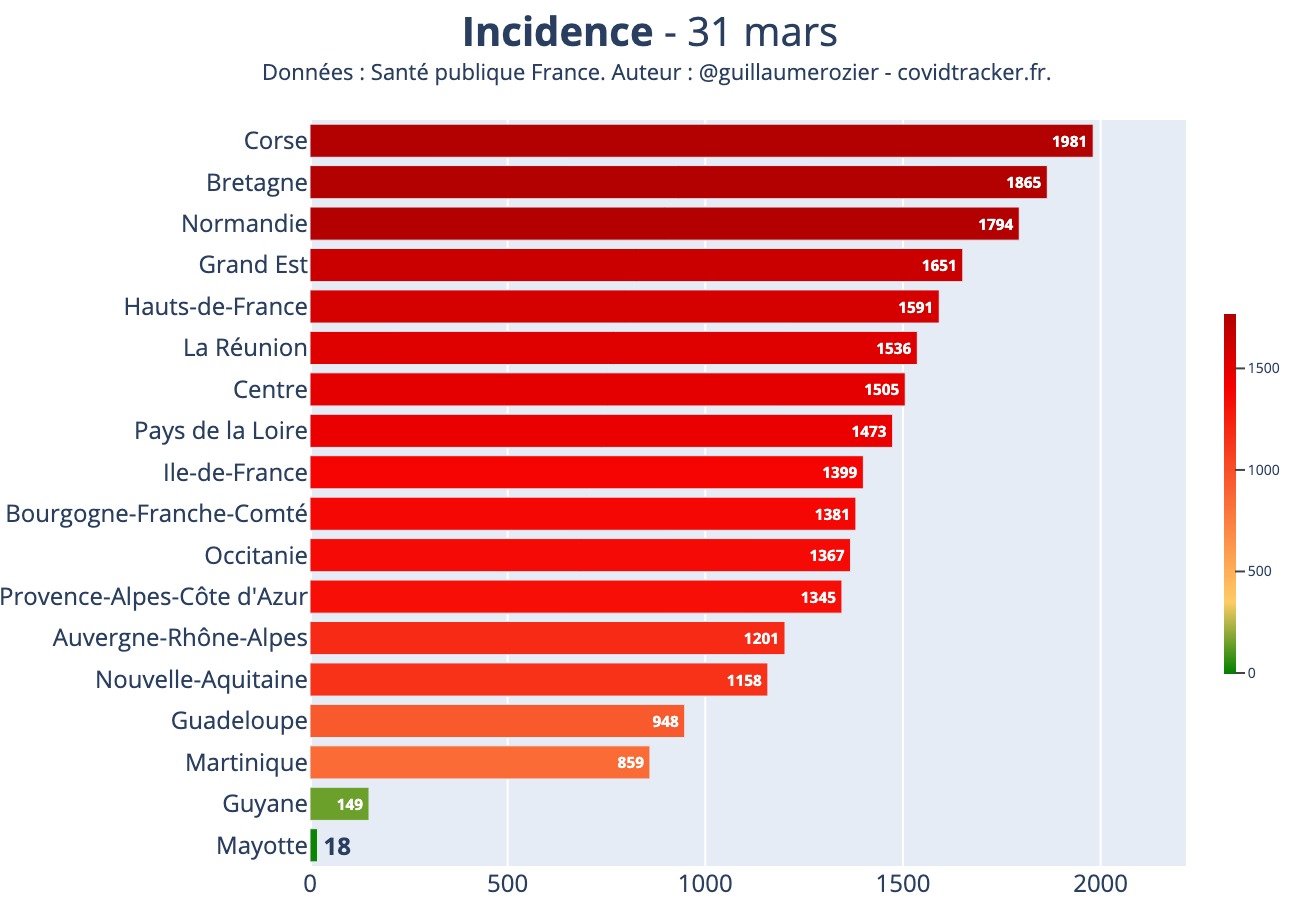 Incidence - 31 mars
Données : Santé publique France. Auteur : @guillaumerozier - covidtracker.fr.
Corse 1981
Bretagne 1865
Normandie 1794
Grand Est 1651
Hauts-de-France 1591
La Réunion 1536
Centre 1505
Pays de la Loire 1473
Ile-de-France 1399
Bourgogne-Franche-Comté 1381
Occitanie 1367
Provence-Alpes-Côte d'Azur 1345
Auvergne-Rhône-Alpes 1201
Nouvelle-Aquitaine 1158
Guadeloupe 948
Martinique 859
Guyane 149
Mayotte 18
0 500 1000 1500 2000
1500
1000
500
0